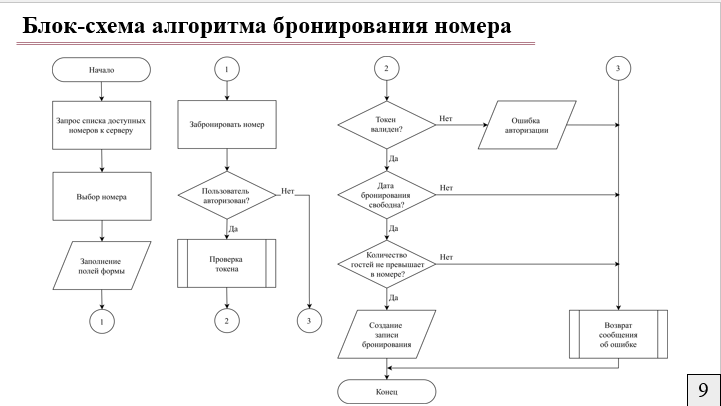 Блок-схема алгоритма бронирования номера
Начало
Запрос списка доступных
номеров к серверу
Выбор номера
Заполнение
полей формы
1
1
Забронировать номер
Пользователь
авторизован?
Нет
Да
Проверка
токена
2
3
2
Токен
валиден?
Нет
Ошибка
авторизации
Да
Дата
бронирования
свободна?
Нет
Да
Количество
гостей не превышает
в номере?
Нет
Да
Создание
записи
бронирования
Конец
3
Возврат
сообщения
об ошибке
9